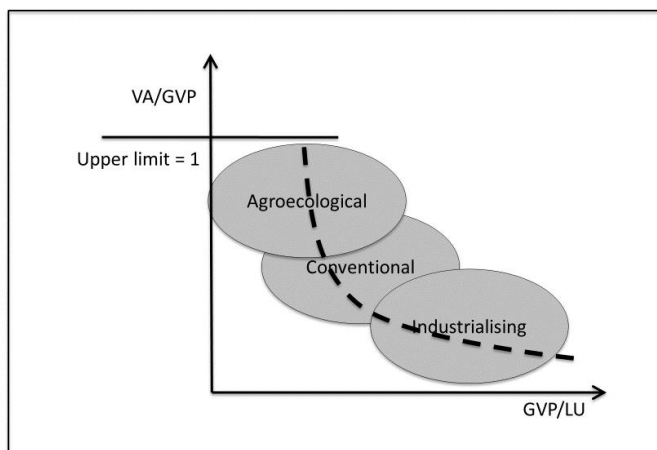 VA/GVP
Upper limit = 1
Agroecological
Conventional
Industrialising
GVP/LU